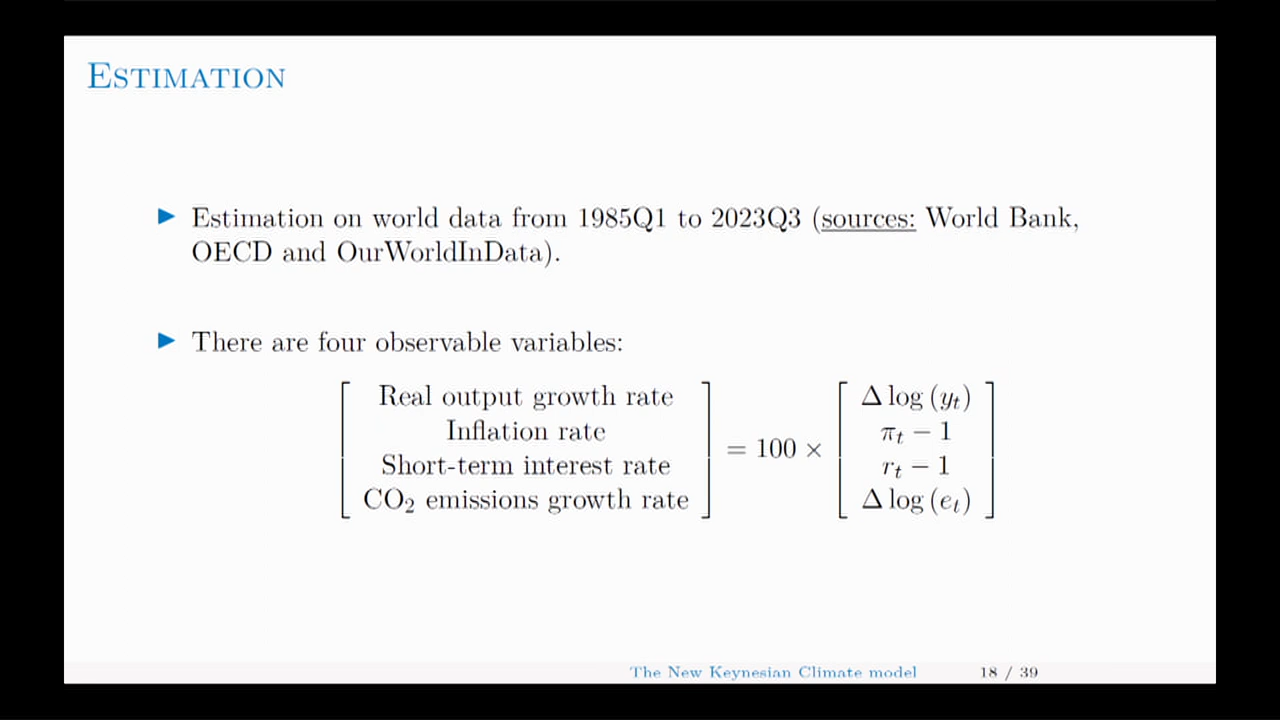 ESTIMATION
▶ Estimation on world data from 1985Q1 to 2023Q3 (sources: World Bank,
OECD and OurWorldInData).
▶ There are four observable variables:
[ Real output growth rate ] [ Δ log (yₜ) ]
[ Inflation rate ] = 100 × [ πₜ − 1 ]
[ Short-term interest rate ] [ rₜ − 1 ]
[ CO₂ emissions growth rate ] [ Δ log (eₜ) ]
The New Keynesian Climate model 18 / 39